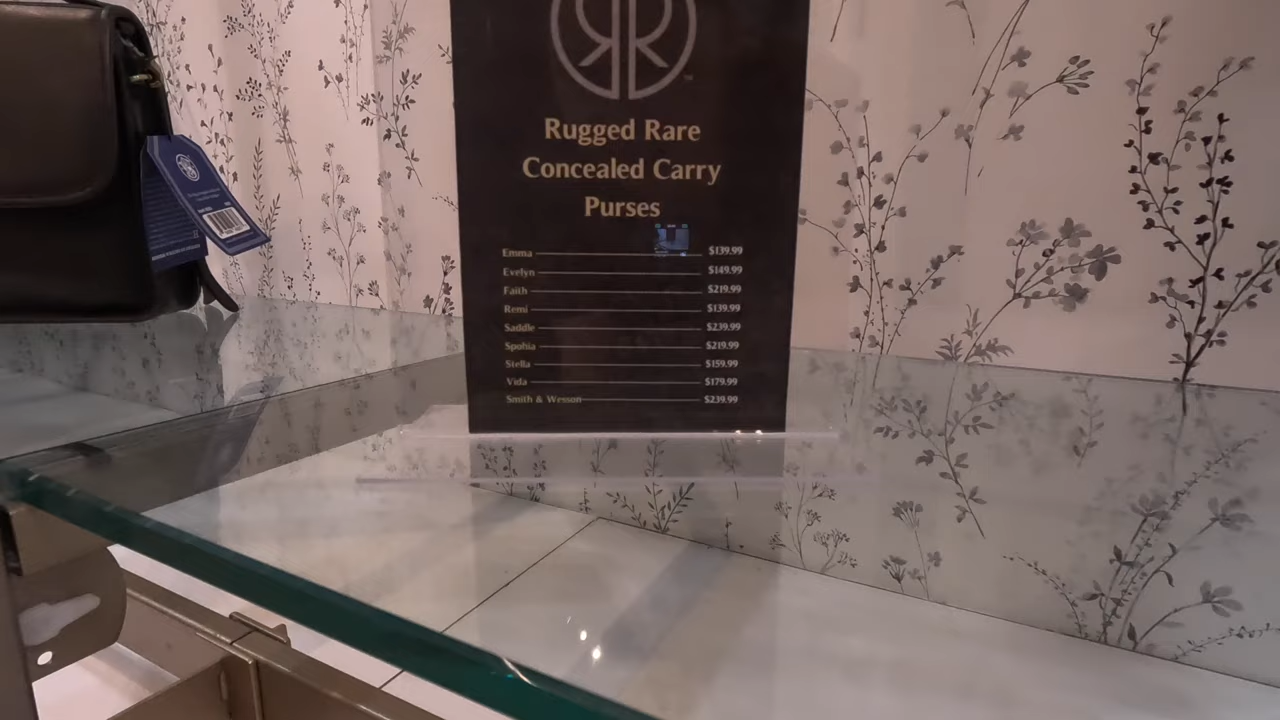 RR
Rugged Rare
Concealed Carry
Purses
Emma $139.99
Evelyn $149.99
Faith $219.99
Remi $139.99
Saddle $239.99
Spohia $219.99
Stella $159.99
Vida $179.99
Smith & Wesson $239.99